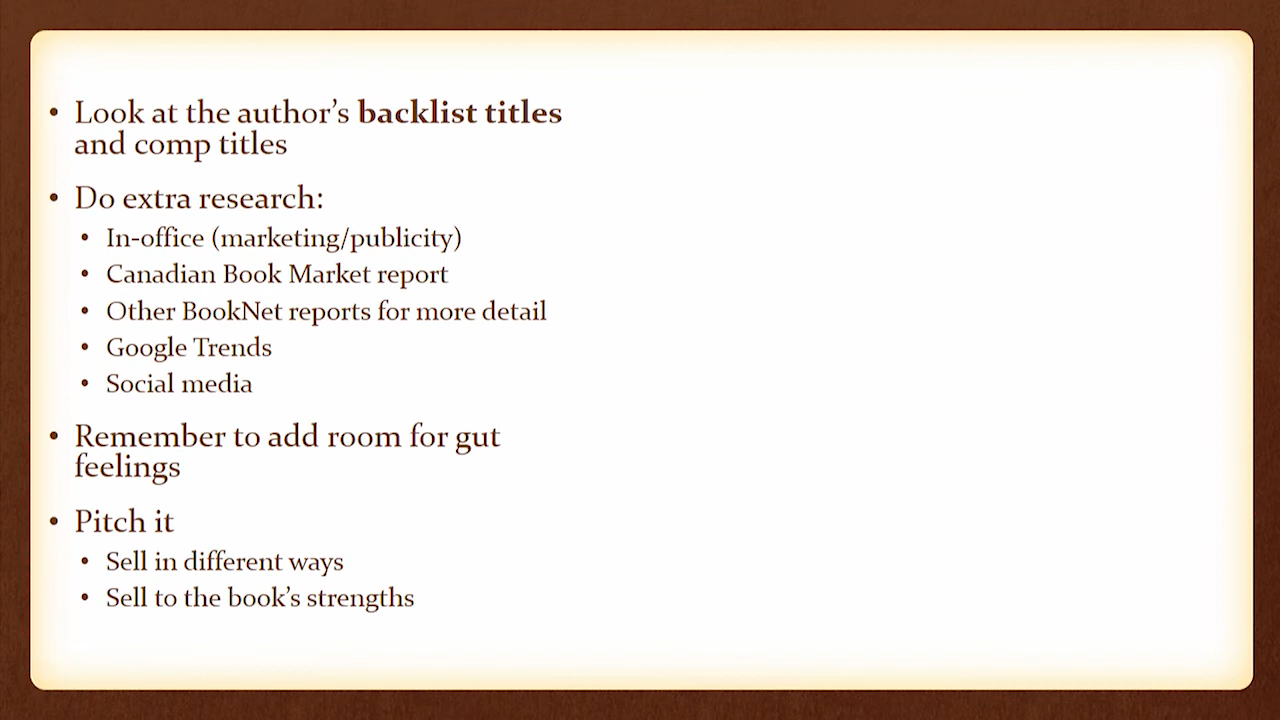 • Look at the author’s backlist titles
and comp titles
• Do extra research:
• In-office (marketing/publicity)
• Canadian Book Market report
• Other BookNet reports for more detail
• Google Trends
• Social media
• Remember to add room for gut
feelings
• Pitch it
• Sell in different ways
• Sell to the book’s strengths